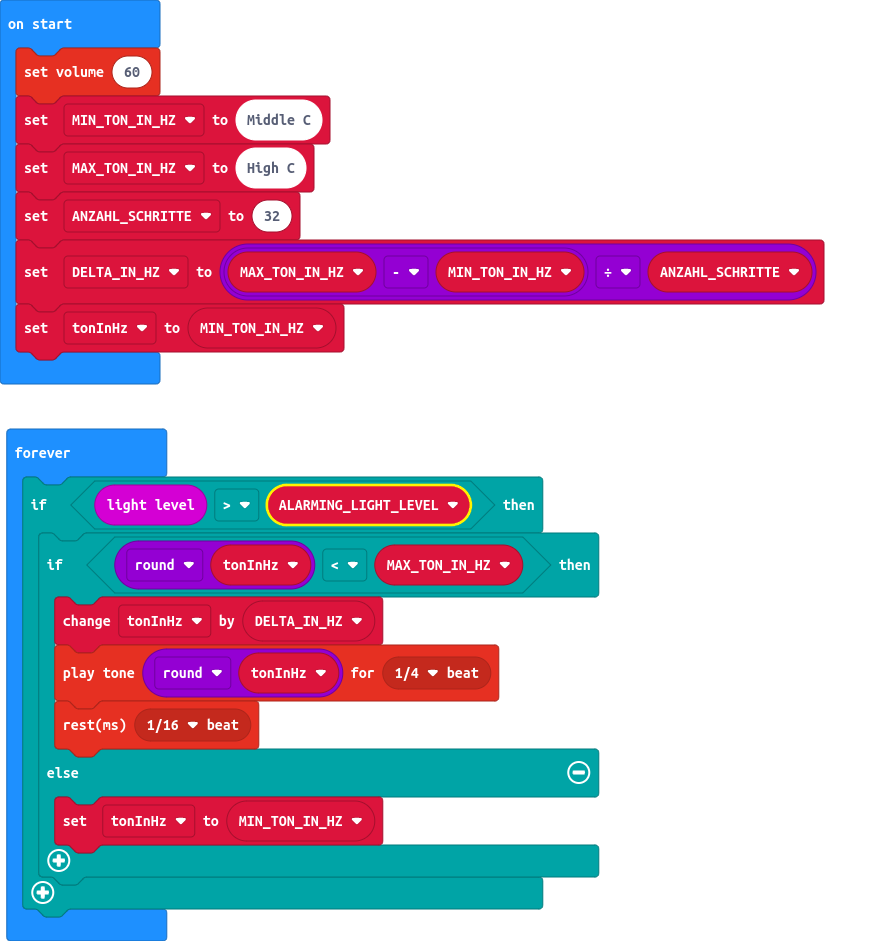 on start
set volume 60
set MIN_TON_IN_HZ to Middle C
set MAX_TON_IN_HZ to High C
set ANZAHL_SCHRITTE to 32
set DELTA_IN_HZ to MAX_TON_IN_HZ - MIN_TON_IN_HZ ÷ ANZAHL_SCHRITTE
set tonInHz to MIN_TON_IN_HZ
forever
if light level > ALARMING_LIGHT_LEVEL then
if round tonInHz < MAX_TON_IN_HZ then
change tonInHz by DELTA_IN_HZ
play tone round tonInHz for 1/4 beat
rest(ms) 1/16 beat
else
set tonInHz to MIN_TON_IN_HZ